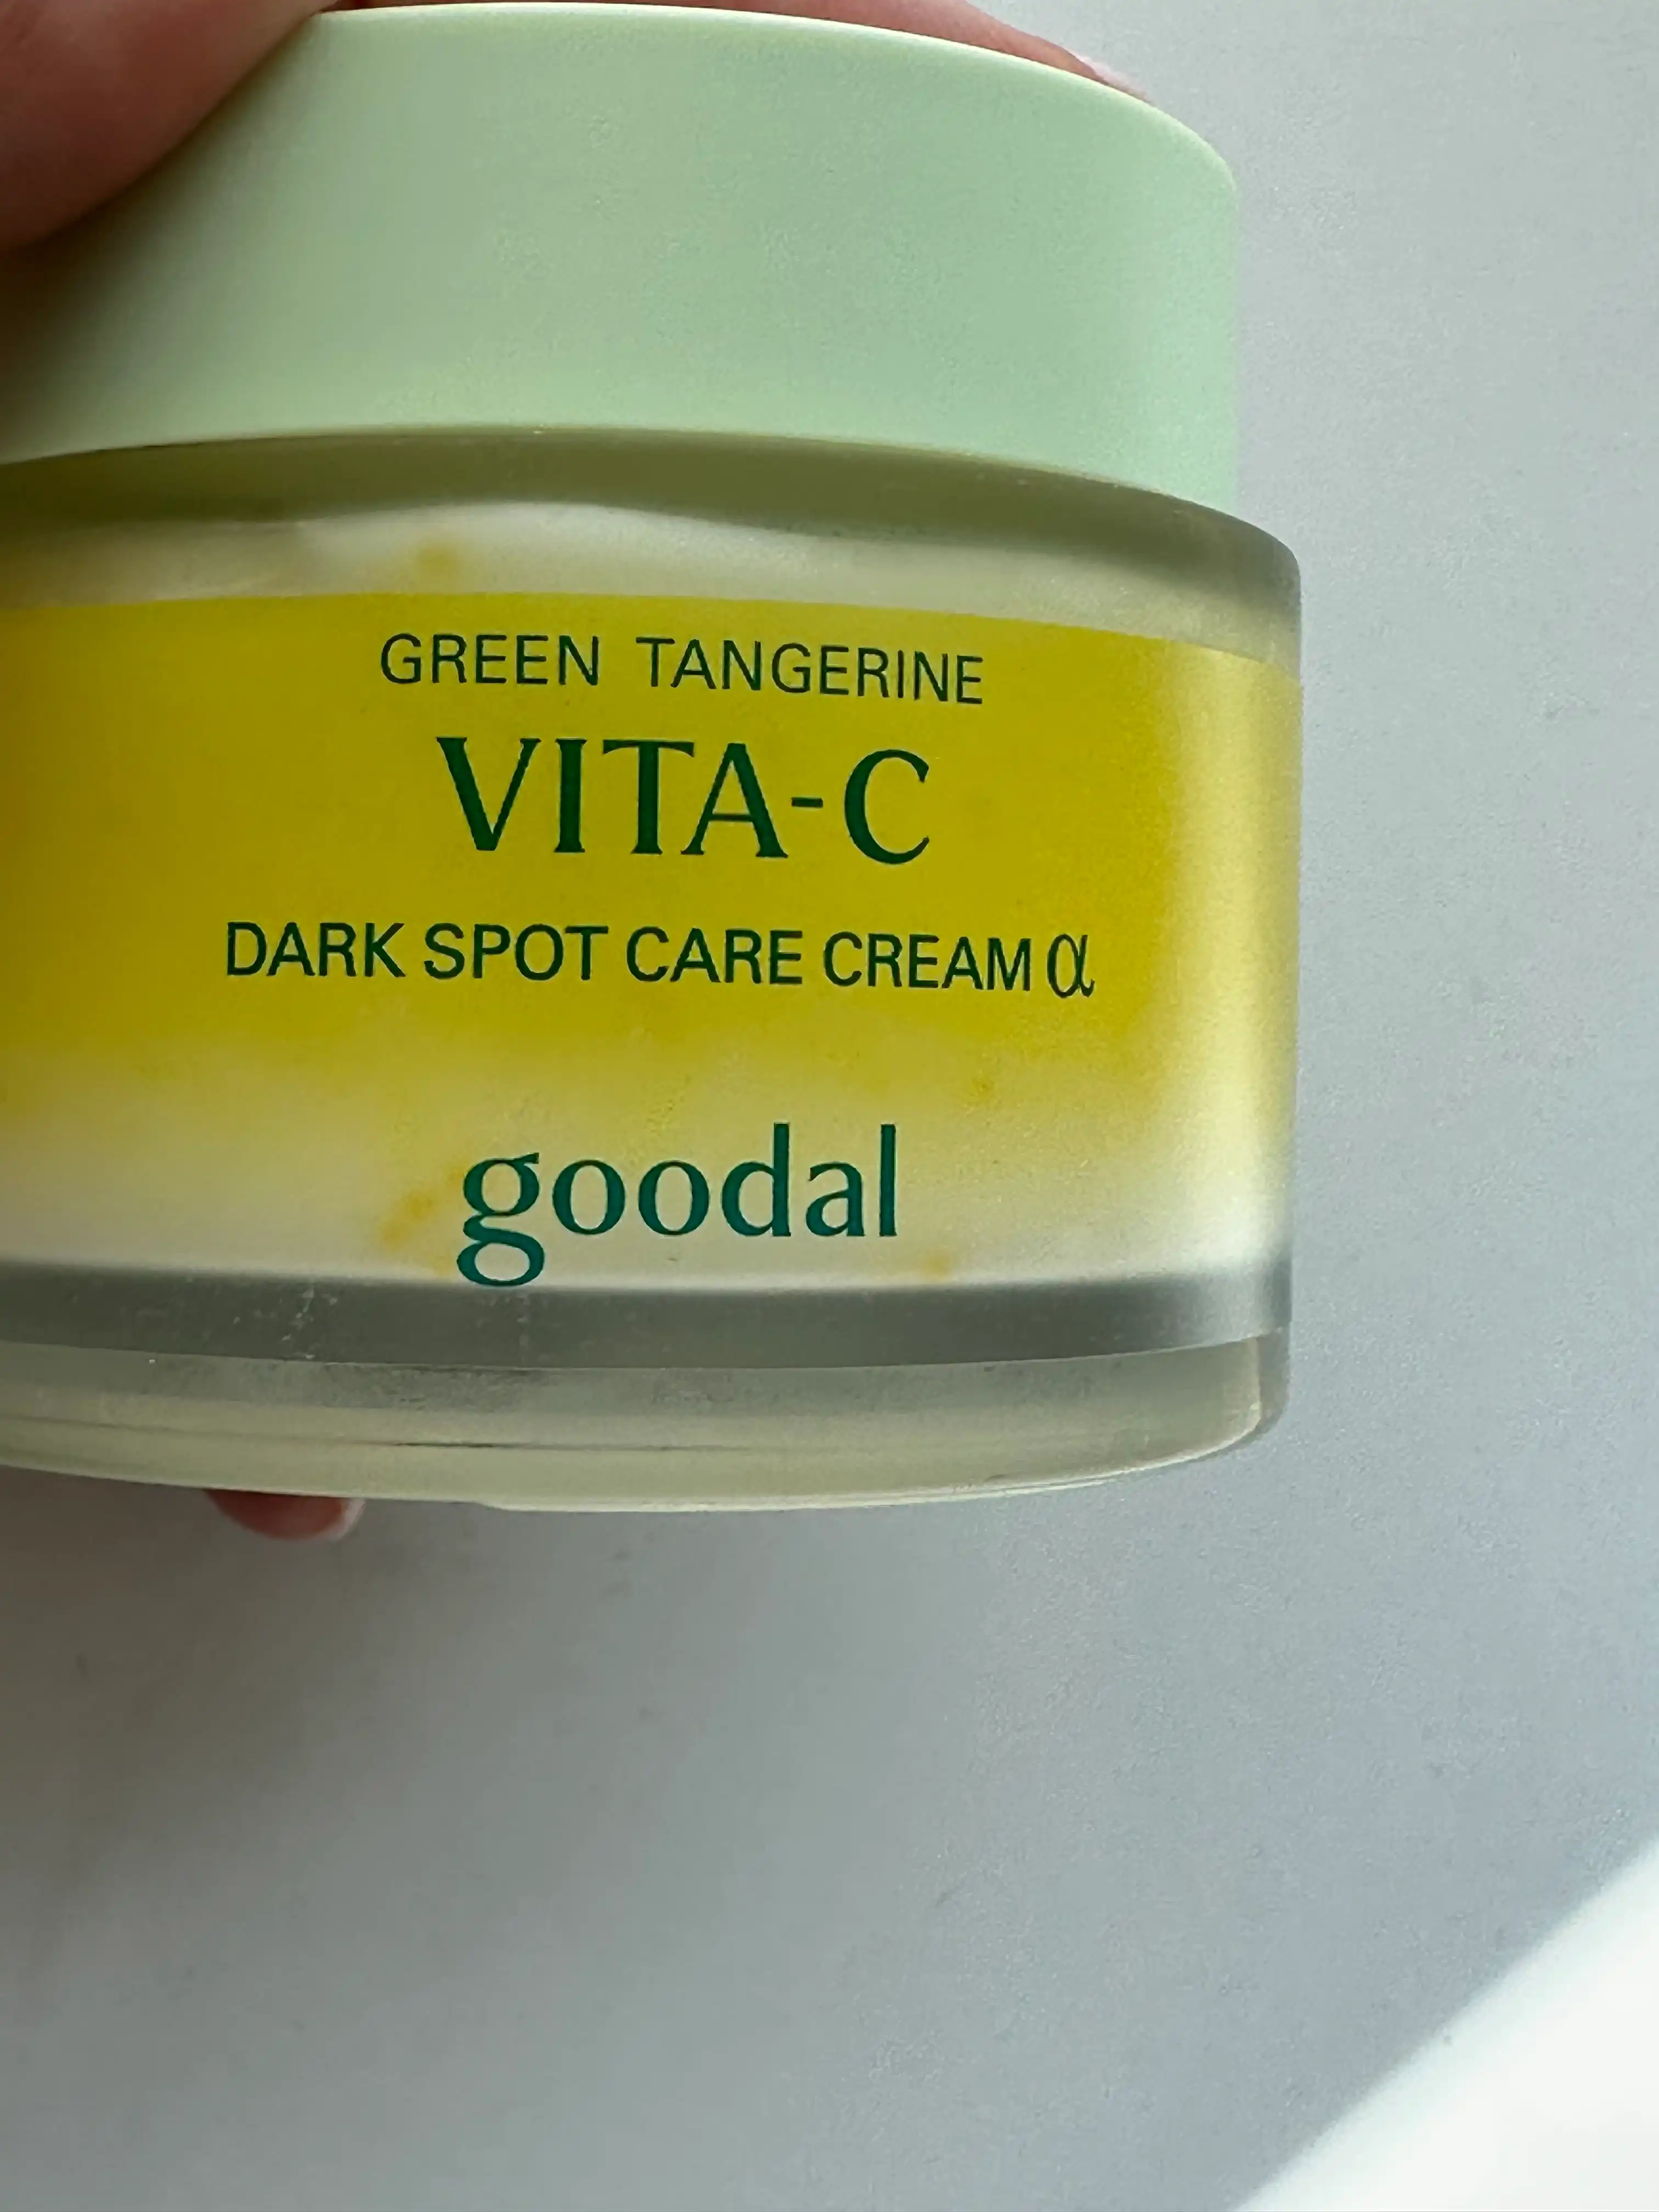 GREEN TANGERINE
VITA-C
DARK SPOT CARE CREAM α
goodal